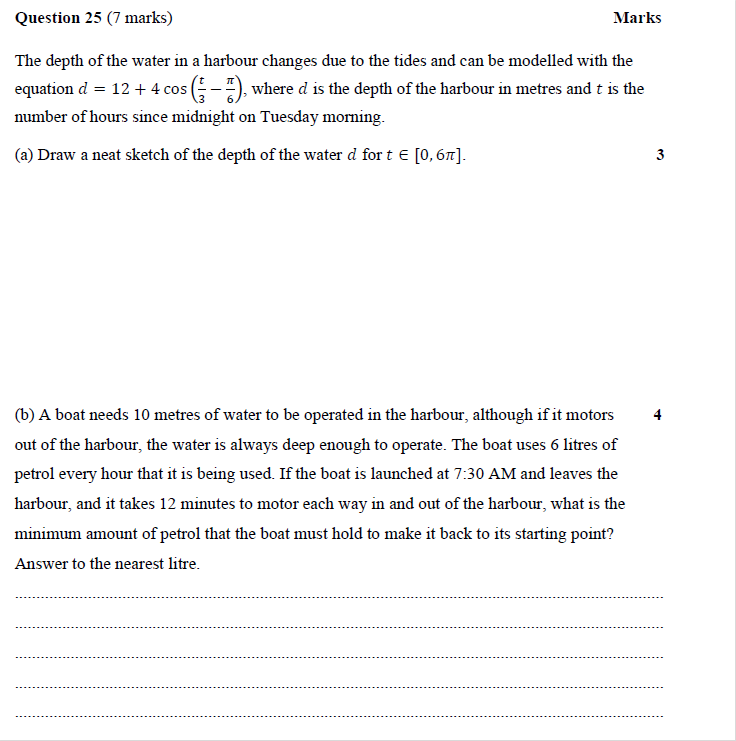 Question 25 (7 marks) Marks
The depth of the water in a harbour changes due to the tides and can be modelled with the
equation d = 12 + 4 cos (t/3 − π/6), where d is the depth of the harbour in metres and t is the
number of hours since midnight on Tuesday morning.
(a) Draw a neat sketch of the depth of the water d for t ∈ [0, 6π]. 3
(b) A boat needs 10 metres of water to be operated in the harbour, although if it motors 4
out of the harbour, the water is always deep enough to operate. The boat uses 6 litres of
petrol every hour that it is being used. If the boat is launched at 7:30 AM and leaves the
harbour, and it takes 12 minutes to motor each way in and out of the harbour, what is the
minimum amount of petrol that the boat must hold to make it back to its starting point?
Answer to the nearest litre.